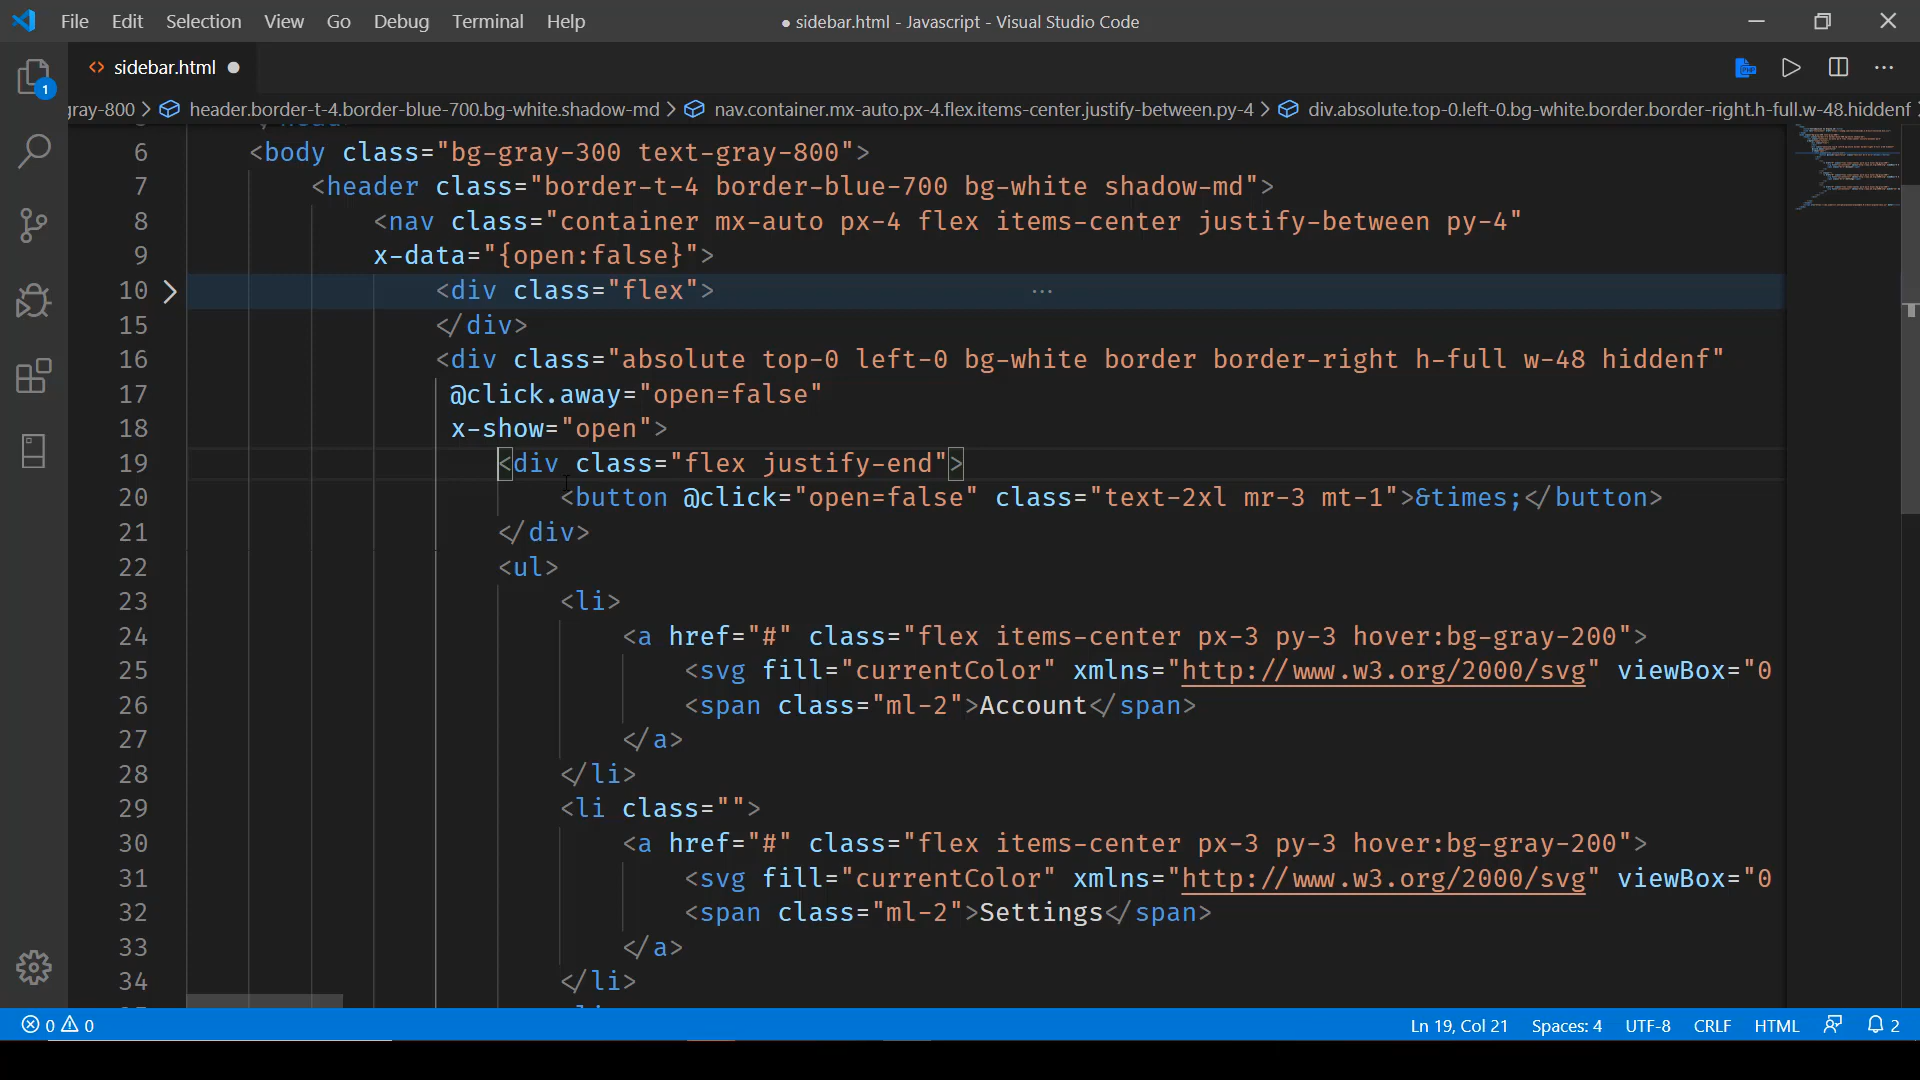 File Edit Selection View Go Debug Terminal Help
● sidebar.html - Javascript - Visual Studio Code
1
sidebar.html ●
gray-800 > header.border-t-4.border-blue-700.bg-white.shadow-md > nav.container.mx-auto.px-4.flex.items-center.justify-between.py-4 > div.absolute.top-0.left-0.bg-white.border.border-right.h-full.w-48.hiddenf
6 <body class="bg-gray-300 text-gray-800">
7 <header class="border-t-4 border-blue-700 bg-white shadow-md">
8 <nav class="container mx-auto px-4 flex items-center justify-between py-4"
9 x-data="{open:false}">
10 > <div class="flex"> ...
15 </div>
16 <div class="absolute top-0 left-0 bg-white border border-right h-full w-48 hiddenf"
17 @click.away="open=false"
18 x-show="open">
19 <div class="flex justify-end">
20 <button @click="open=false" class="text-2xl mr-3 mt-1">&times;</button>
21 </div>
22 <ul>
23 <li>
24 <a href="#" class="flex items-center px-3 py-3 hover:bg-gray-200">
25 <svg fill="currentColor" xmlns="http://www.w3.org/2000/svg" viewBox="0
26 <span class="ml-2">Account</span>
27 </a>
28 </li>
29 <li class="">
30 <a href="#" class="flex items-center px-3 py-3 hover:bg-gray-200">
31 <svg fill="currentColor" xmlns="http://www.w3.org/2000/svg" viewBox="0
32 <span class="ml-2">Settings</span>
33 </a>
34 </li>
0 0 Ln 19, Col 21 Spaces: 4 UTF-8 CRLF HTML 2